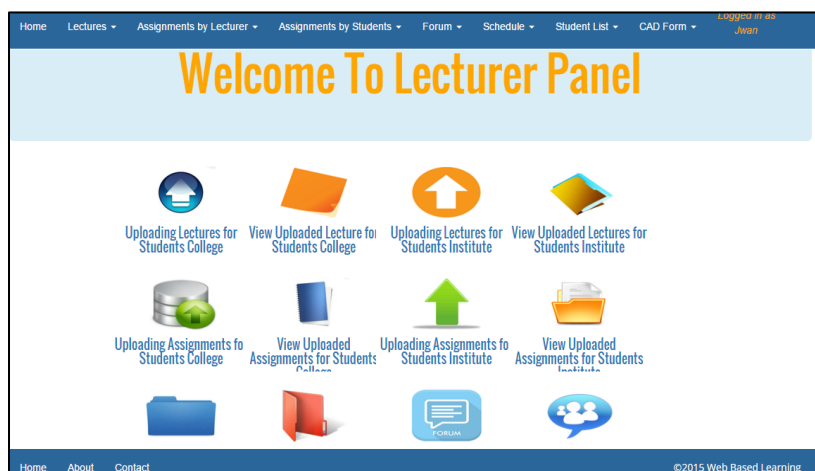 Home Lectures Assignments by Lecturer Assignments by Students Forum Schedule Student List CAD Form Logged in as
Jwan
Welcome To Lecturer Panel
Uploading Lectures for
Students College
View Uploaded Lecture for
Students College
Uploading Lectures for
Students Institute
View Uploaded Lectures for
Students Institute
Uploading Assignments fo
Students College
View Uploaded
Assignments for Students
College
Uploading Assignments fo
Students Institute
View Uploaded
Assignments for Students
Institute
FORUM
Home About Contact ©2015 Web Based Learning